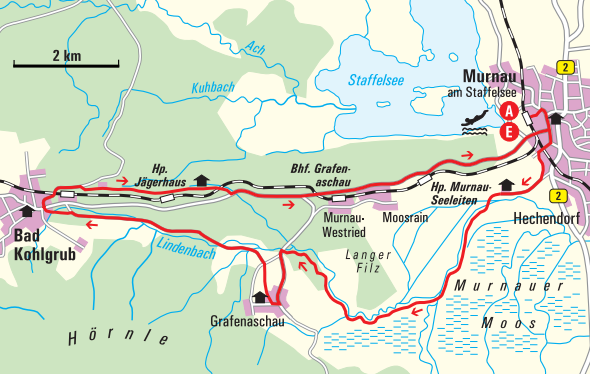 2 km
Ach
Kuhbach
Staffelsee
Murnau
am Staffelsee
2
A
E
Hp.
Jägerhaus
Bhf. Grafen-
aschau
Hp. Murnau-
Seeleiten
2
Hechendorf
Murnau-
Westried
Moosrain
Bad
Kohlgrub
Lindenbach
Langer
Filz
Murnauer
Moos
Grafenaschau
Hörnle